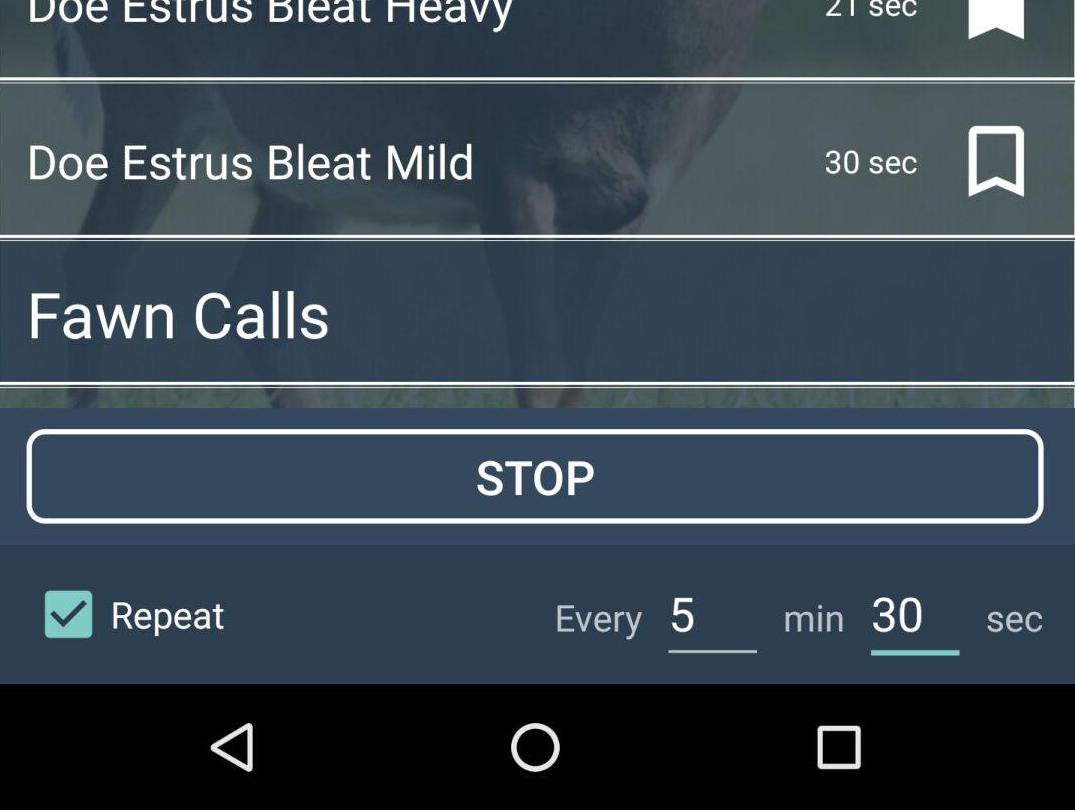 Doe Estrus Bleat Heavy 21 sec
Doe Estrus Bleat Mild 30 sec
Fawn Calls
STOP
Repeat Every 5 min 30 sec